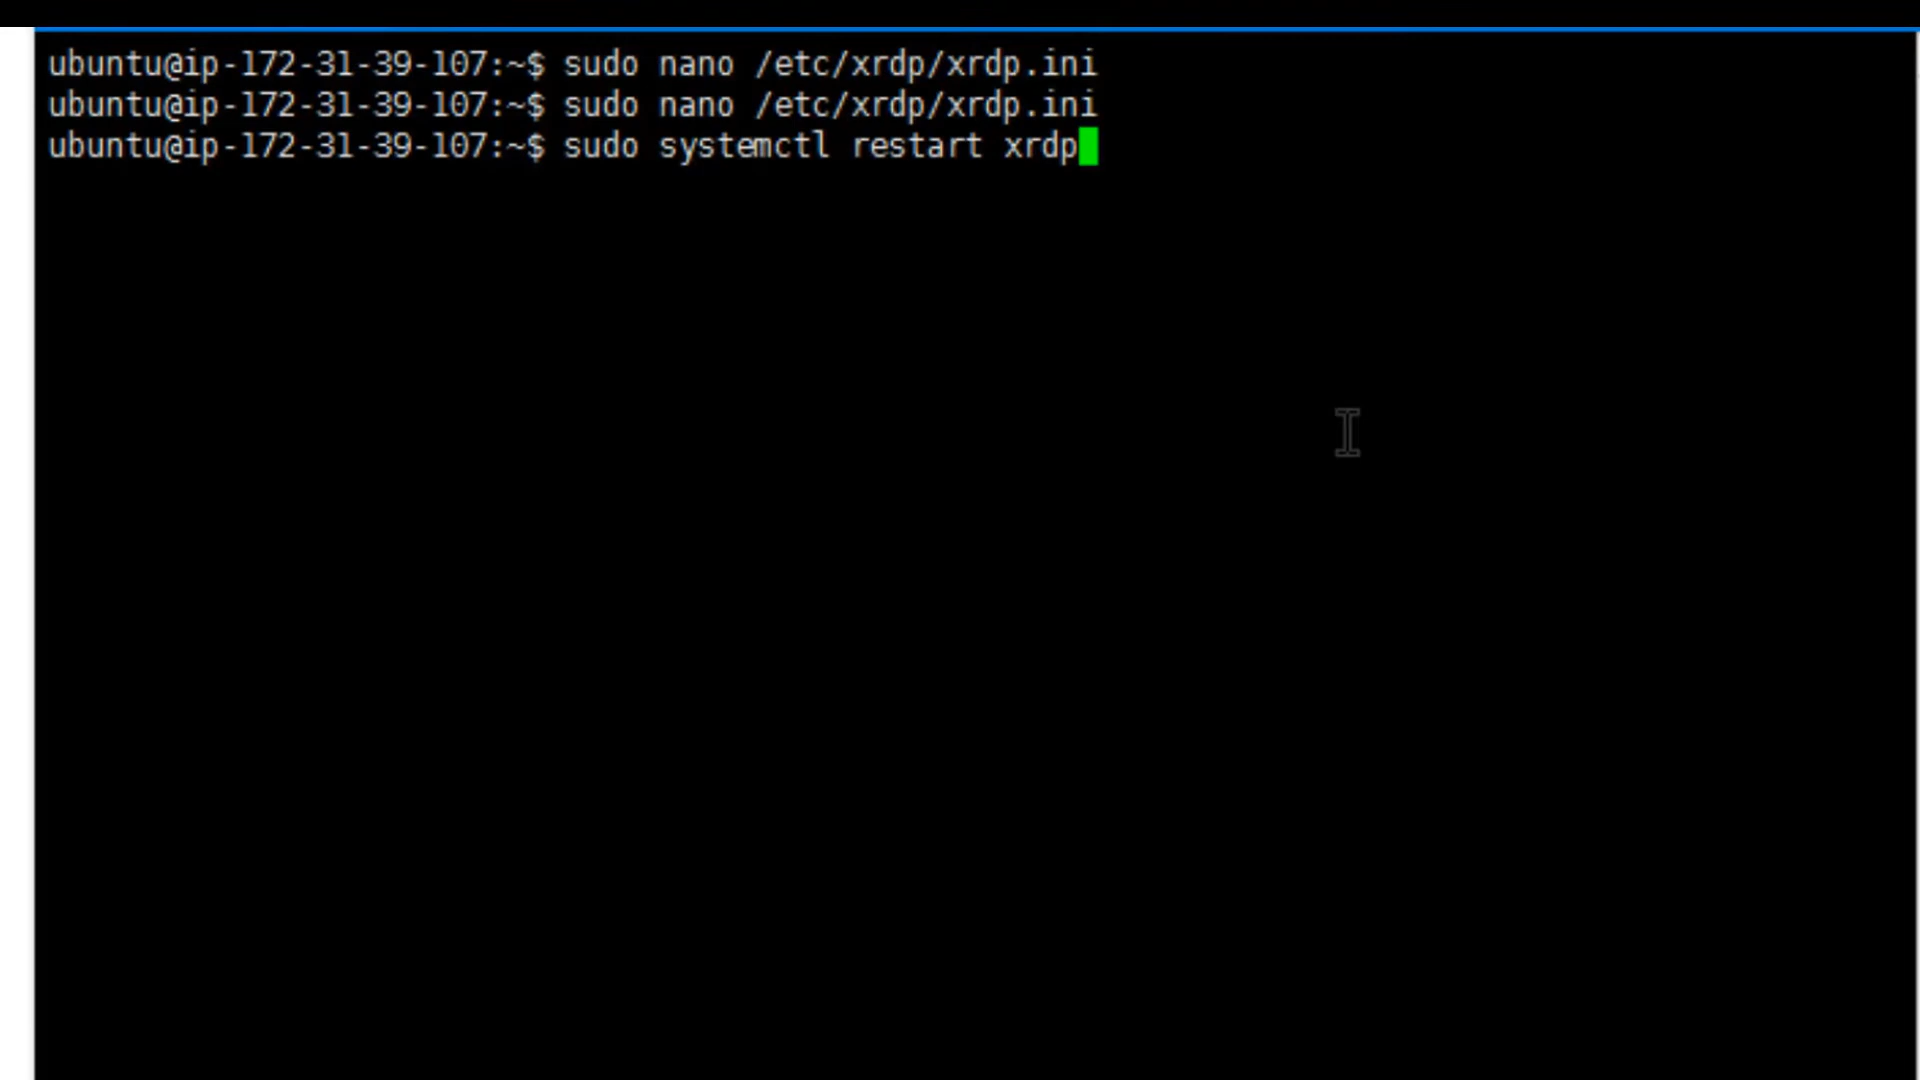 ubuntu@ip-172-31-39-107:~$ sudo nano /etc/xrdp/xrdp.ini
ubuntu@ip-172-31-39-107:~$ sudo nano /etc/xrdp/xrdp.ini
ubuntu@ip-172-31-39-107:~$ sudo systemctl restart xrdp